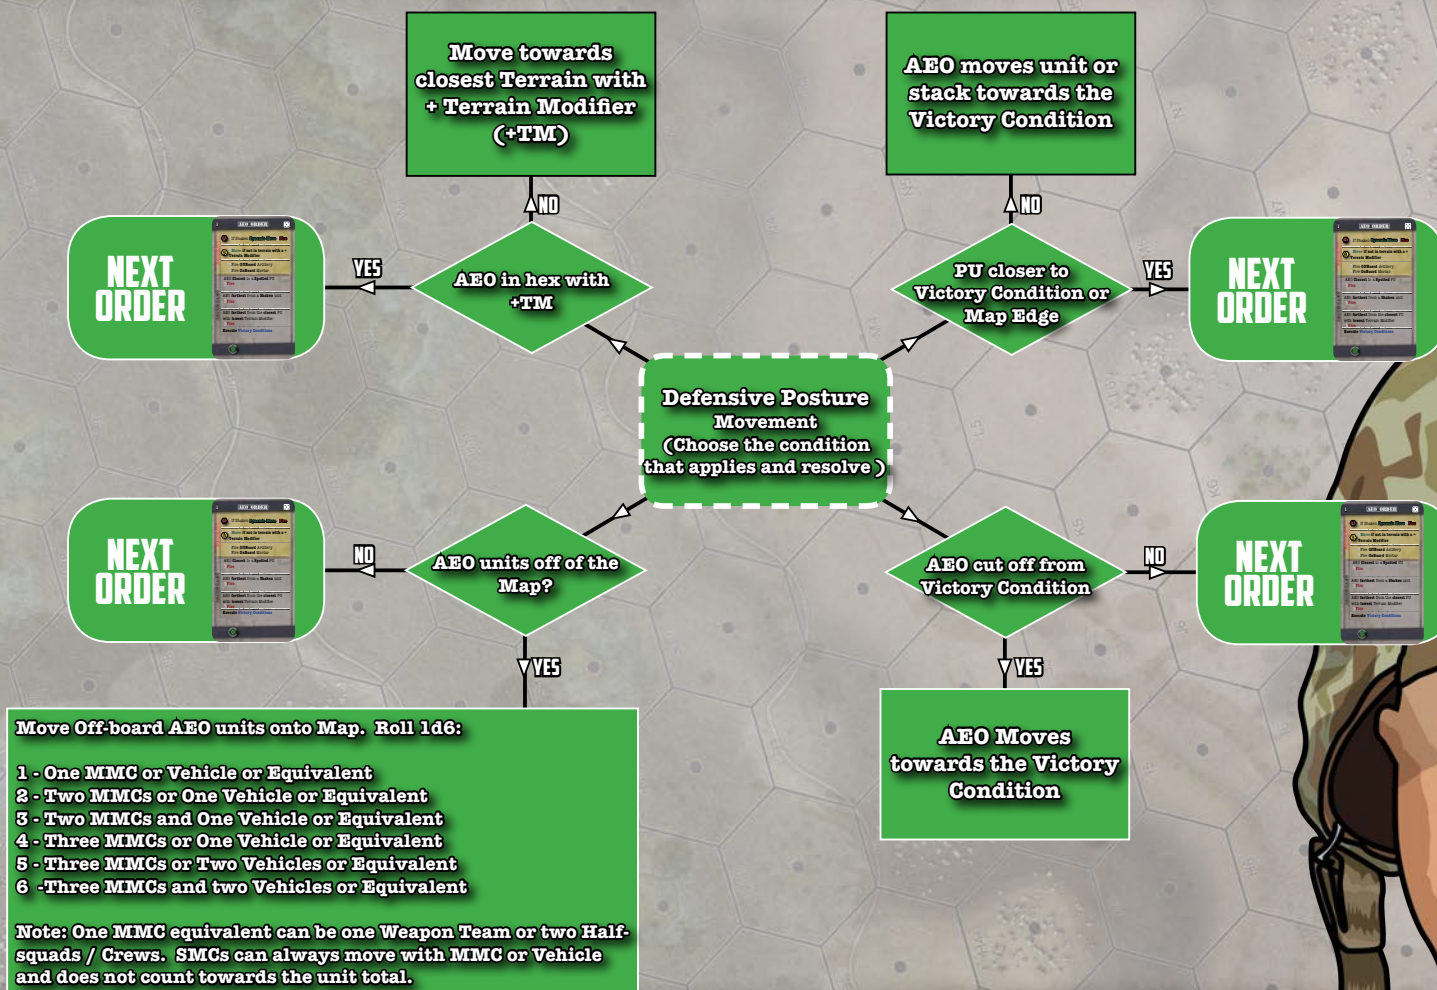 Move towards
closest Terrain with
+ Terrain Modifier
(+TM)
AEO moves unit or
stack towards the
Victory Condition
NO
NO
NEXT
ORDER
AEO ORDER
YES
AEO in hex with
+TM
PU closer to
Victory Condition or
Map Edge
YES
NEXT
ORDER
AEO ORDER
Defensive Posture
Movement
(Choose the condition
that applies and resolve )
NEXT
ORDER
AEO ORDER
NO
AEO units off of the
Map?
AEO cut off from
Victory Condition
NO
NEXT
ORDER
AEO ORDER
YES
YES
Move Off-board AEO units onto Map.  Roll 1d6:
1 - One MMC or Vehicle or Equivalent
2 - Two MMCs or One Vehicle or Equivalent
3 - Two MMCs and One Vehicle or Equivalent
4 - Three MMCs or One Vehicle or Equivalent
5 - Three MMCs or Two Vehicles or Equivalent
6  -Three MMCs and two Vehicles or Equivalent
Note: One MMC equivalent can be one Weapon Team or two Half-
squads / Crews.  SMCs can always move with MMC or Vehicle
and does not count towards the unit total.
AEO Moves
towards the Victory
Condition